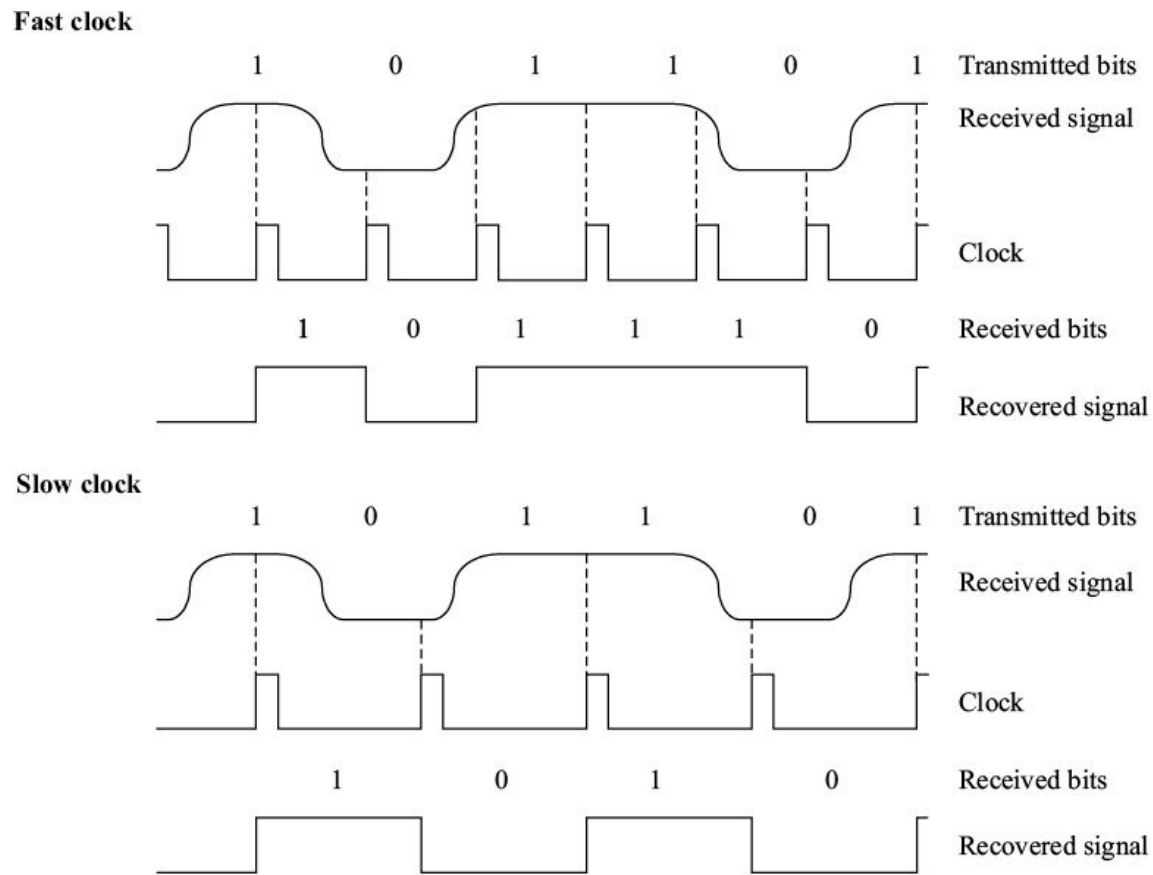 Fast clock
1 0 1 1 0 1 Transmitted bits
Received signal
Clock
1 0 1 1 1 0 Received bits
Recovered signal
Slow clock
1 0 1 1 0 1 Transmitted bits
Received signal
Clock
1 0 1 0 Received bits
Recovered signal